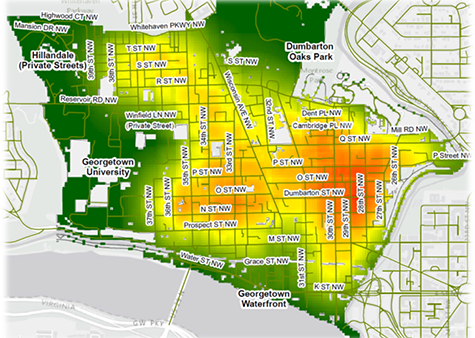 Highwood CT NW
Whitehaven PKWY NW
Mansion DR NW
Hillandale
(Private Streets)
39th ST NW
38th ST NW
T ST NW
S ST NW
R ST NW
S ST NW
Dumbarton
Oaks Park
Wisconsin AVE NW
32nd ST NW
Reservoir RD NW
Winfield LN NW
(Private Street)
34th ST NW
33rd ST NW
Dent PL NW
Cambridge PL NW
Mill RD NW
Q ST NW
P Street NW
Georgetown
University
35th ST NW
36th ST NW
37th ST NW
P ST NW
P ST NW
O ST NW
O ST NW
Dumbarton ST NW
26th ST NW
27th ST NW
28th ST NW
29th ST NW
30th ST NW
N ST NW
Prospect ST NW
M ST NW
Water ST NW
Grace ST NW
31st ST NW
K ST NW
Georgetown
Waterfront
VIRGINIA
GW PKY